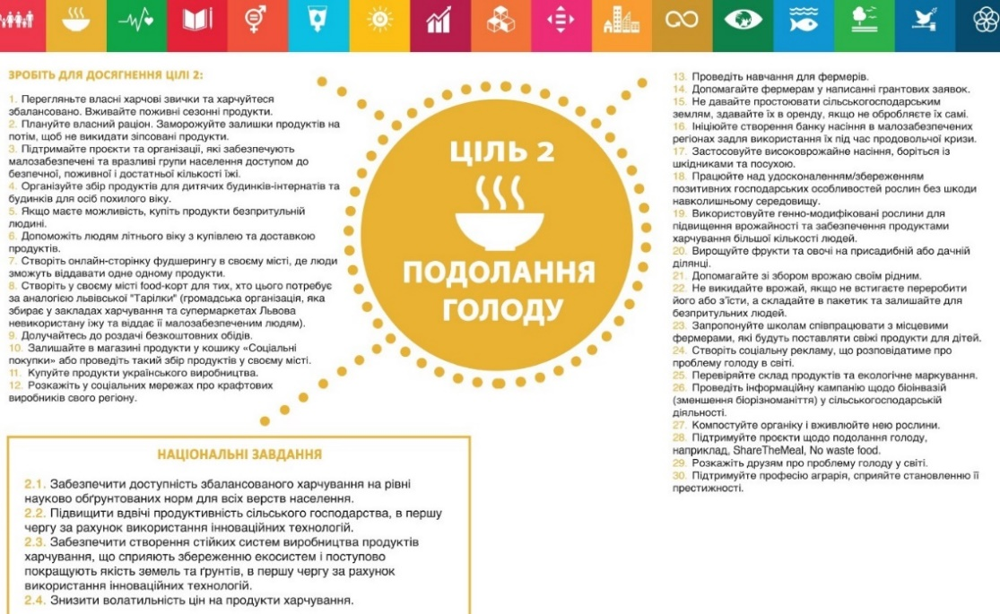 ЗРОБІТЬ ДЛЯ ДОСЯГНЕННЯ ЦІЛІ 2:
1. Перегляньте власні харчові звички та харчуйтеся
збалансовано. Вживайте поживні сезонні продукти.
2. Плануйте власний раціон. Заморожуйте залишки продуктів на
потім, щоб не викидати зіпсовані продукти.
3. Підтримайте проєкти та організації, які забезпечують
малозабезпечені та вразливі групи населення доступом до
безпечної, поживної і достатньої кількості їжі.
4. Організуйте збір продуктів для дитячих будинків-інтернатів та
будинків для осіб похилого віку.
5. Якщо маєте можливість, купіть продукти безпритульній
людині.
6. Допоможіть людям літнього віку з купівлею та доставкою
продуктів.
7. Створіть онлайн-сторінку фудшерингу в своєму місті, де люди
зможуть віддавати одне одному продукти.
8. Створіть у своєму місті food-корт для тих, хто цього потребує
за аналогією львівської "Тарілки" (громадська організація, яка
збирає у закладах харчування та супермаркетах Львова
невикористану їжу та віддає її малозабезпеченим людям).
9. Долучайтесь до роздачі безкоштовних обідів.
10. Залишайте в магазині продукти у кошику «Соціальні
покупки» або проведіть такий збір продуктів у своєму місті.
11. Купуйте продукти українського виробництва.
12. Розкажіть у соціальних мережах про крафтових
виробників свого регіону.
ЦІЛЬ 2
ПОДОЛАННЯ
ГОЛОДУ
13. Проведіть навчання для фермерів.
14. Допомагайте фермерам у написанні грантових заявок.
15. Не давайте простоювати сільськогосподарським
землям, здавайте їх в оренду, якщо не обробляєте їх самі.
16. Ініціюйте створення банку насіння в малозабезпечених
регіонах задля використання їх під час продовольчої кризи.
17. Застосовуйте високоврожайне насіння, боріться із
шкідниками та посухою.
18. Працюйте над удосконаленням/збереженням
позитивних господарських особливостей рослин без шкоди
навколишньому середовищу.
19. Використовуйте генно-модифіковані рослини для
підвищення врожайності та забезпечення продуктами
харчування більшої кількості людей.
20. Вирощуйте фрукти та овочі на присадибній або дачній
ділянці.
21. Допомагайте зі збором врожаю своїм рідним.
22. Не викидайте врожай, якщо не встигаєте переробити
його або з'їсти, а складайте в пакетик та залишайте для
безпритульних людей.
23. Запропонуйте школам співпрацювати з місцевими
фермерами, які будуть поставляти свіжі продукти для дітей.
24. Створіть соціальну рекламу, що розповідатиме про
проблему голоду в світі.
25. Перевіряйте склад продуктів та екологічне маркування.
26. Проведіть інформаційну кампанію щодо біоінвазій
(зменшення біорізноманіття) у сільськогосподарській
діяльності.
27. Компостуйте органіку і вживлюйте нею рослини.
28. Підтримуйте проєкти щодо подолання голоду,
наприклад, ShareTheMeal, No waste food.
29. Розкажіть друзям про проблему голоду у світі.
30. Підтримуйте професію аграрія, сприяйте становленню її
престижності.
НАЦІОНАЛЬНІ ЗАВДАННЯ
2.1. Забезпечити доступність збалансованого харчування на рівні
науково обґрунтованих норм для всіх верств населення.
2.2. Підвищити вдвічі продуктивність сільського господарства, в першу
чергу за рахунок використання інноваційних технологій.
2.3. Забезпечити створення стійких систем виробництва продуктів
харчування, що сприяють збереженню екосистем і поступово
покращують якість земель та ґрунтів, в першу чергу за рахунок
використання інноваційних технологій.
2.4. Знизити волатильність цін на продукти харчування.